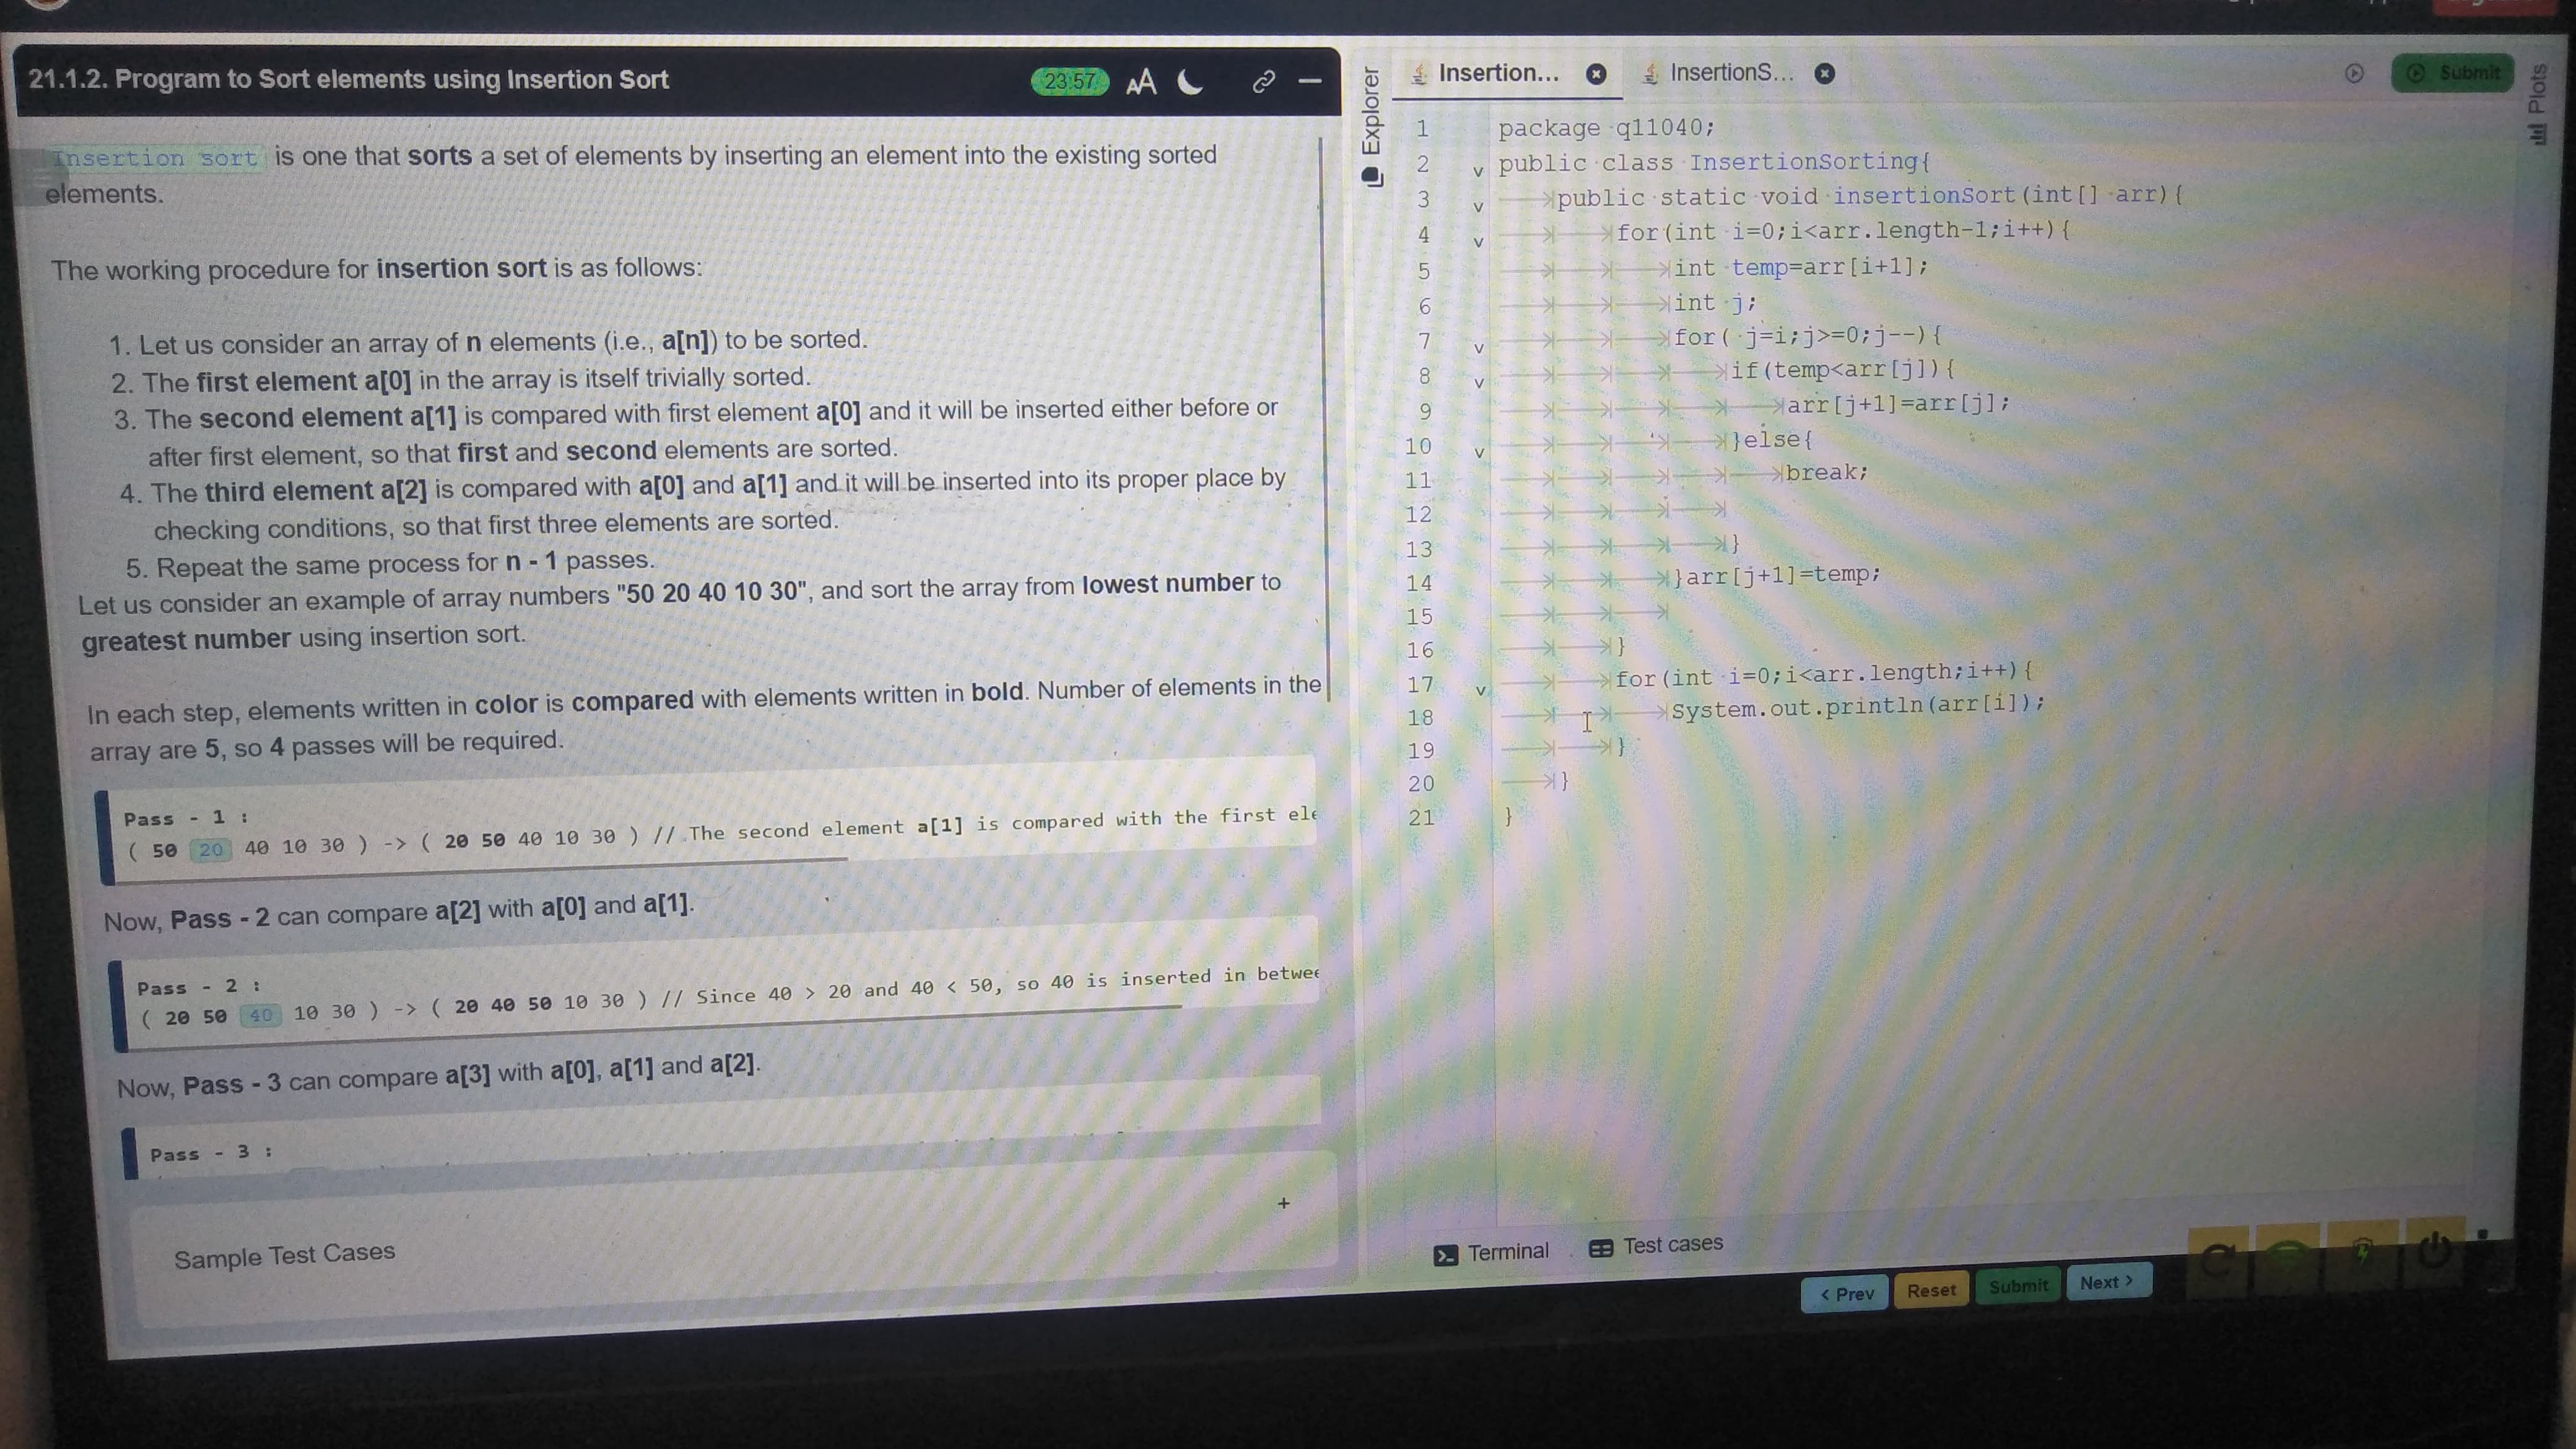 21.1.2. Program to Sort elements using Insertion Sort
23:57
AA
Insertion sort is one that sorts a set of elements by inserting an element into the existing sorted
elements.
The working procedure for insertion sort is as follows:
1. Let us consider an array of n elements (i.e., a[n]) to be sorted.
2. The first element a[0] in the array is itself trivially sorted.
3. The second element a[1] is compared with first element a[0] and it will be inserted either before or
after first element, so that first and second elements are sorted.
4. The third element a[2] is compared with a[0] and a[1] and it will be inserted into its proper place by
checking conditions, so that first three elements are sorted.
5. Repeat the same process for n - 1 passes.
Let us consider an example of array numbers "50 20 40 10 30", and sort the array from lowest number to
greatest number using insertion sort.
In each step, elements written in color is compared with elements written in bold. Number of elements in the
array are 5, so 4 passes will be required.
Pass - 1 :
( 50 20 40 10 30 ) -> ( 20 50 40 10 30 ) // The second element a[1] is compared with the first ele
Now, Pass - 2 can compare a[2] with a[0] and a[1].
Pass - 2 :
( 20 50 40 10 30 ) -> ( 20 40 50 10 30 ) // Since 40 > 20 and 40 < 50, so 40 is inserted in betwee
Now, Pass - 3 can compare a[3] with a[0], a[1] and a[2].
Pass - 3 :
Sample Test Cases
+
Explorer
Insertion...
InsertionS...
Submit
Plots
1 package q11040;
2 public class InsertionSorting{
3 public static void insertionSort(int[] arr){
4 for(int i=0;i<arr.length-1;i++){
5 int temp=arr[i+1];
6 int j;
7 for( j=i;j>=0;j--){
8 if(temp<arr[j]){
9 arr[j+1]=arr[j];
10 }else{
11 break;
12
13 }
14 }arr[j+1]=temp;
15
16 }
17 for(int i=0;i<arr.length;i++){
18 System.out.println(arr[i]);
19 }
20 }
21 }
Terminal
Test cases
< Prev
Reset
Submit
Next >